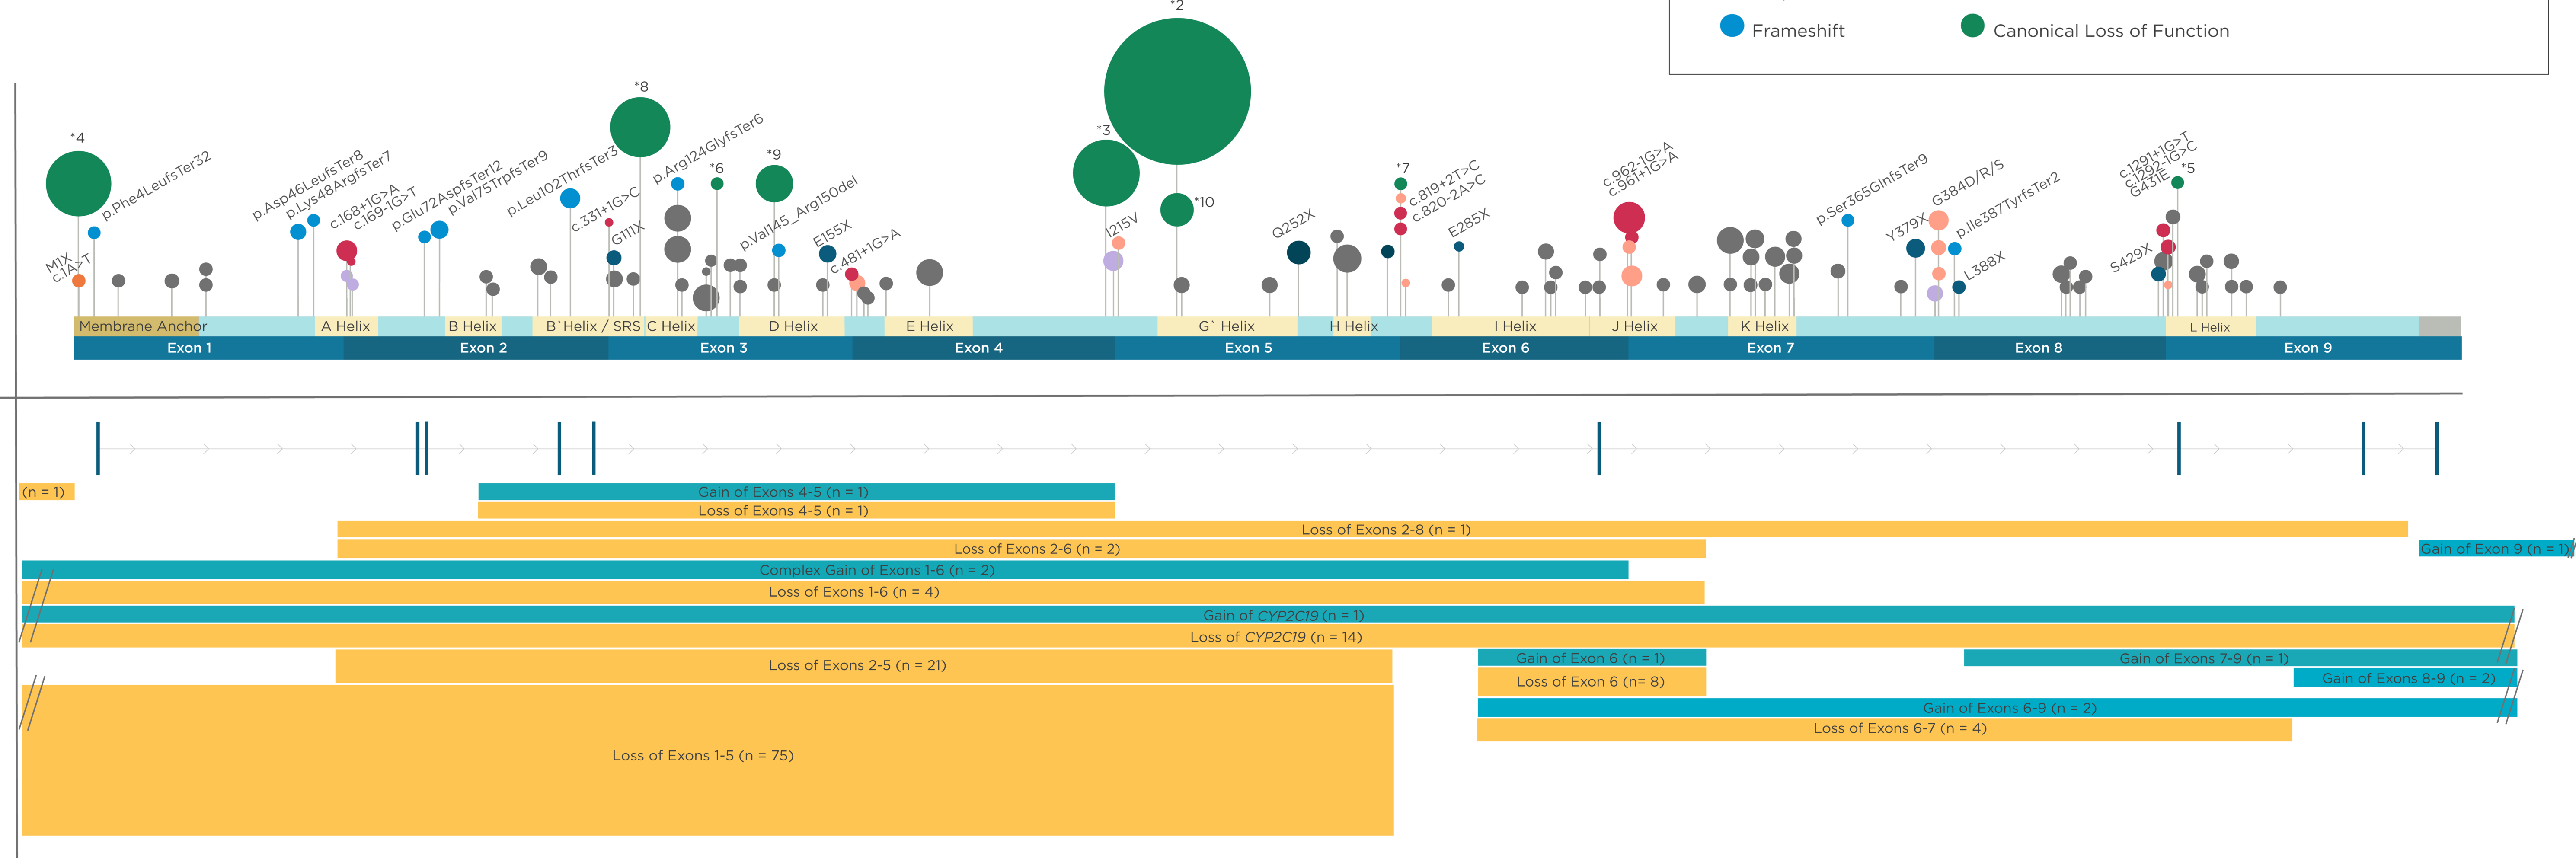 Frameshift
Canonical Loss of Function
*2
*8
*4
*3
p.Phe4LeufsTer32
M1X
c.1A>T
p.Asp46LeufsTer8
p.Lys48ArgfsTer7
c.168+1G>A
c.169-1G>T
p.Glu72AspfsTer12
p.Val75TrpfsTer9
p.Leu102ThrfsTer3
c.331+1G>C
G111X
p.Arg124GlyfsTer6
*6
*9
p.Val145_Arg150del
E155X
c.481+1G>A
I215V
*10
Q252X
*7
c.819+2T>C
c.820-2A>C
E285X
c.962-1G>A
c.961+1G>A
p.Ser365GlnfsTer9
Y379X
G384D/R/S
p.Ile387TyrfsTer2
L388X
S429X
c.1291+1G>T
c.1292-1G>C
G431E
*5
Membrane Anchor
A Helix
B Helix
B`Helix / SRS
C Helix
D Helix
E Helix
G` Helix
H Helix
I Helix
J Helix
K Helix
L Helix
Exon 1
Exon 2
Exon 3
Exon 4
Exon 5
Exon 6
Exon 7
Exon 8
Exon 9
(n = 1)
Gain of Exons 4-5 (n = 1)
Loss of Exons 4-5 (n = 1)
Loss of Exons 2-8 (n = 1)
Loss of Exons 2-6 (n = 2)
Gain of Exon 9 (n = 1)
Complex Gain of Exons 1-6 (n = 2)
Loss of Exons 1-6 (n = 4)
Gain of CYP2C19 (n = 1)
Loss of CYP2C19 (n = 14)
Loss of Exons 2-5 (n = 21)
Gain of Exon 6 (n = 1)
Gain of Exons 7-9 (n = 1)
Loss of Exon 6 (n= 8)
Gain of Exons 8-9 (n = 2)
Gain of Exons 6-9 (n = 2)
Loss of Exons 6-7 (n = 4)
Loss of Exons 1-5 (n = 75)